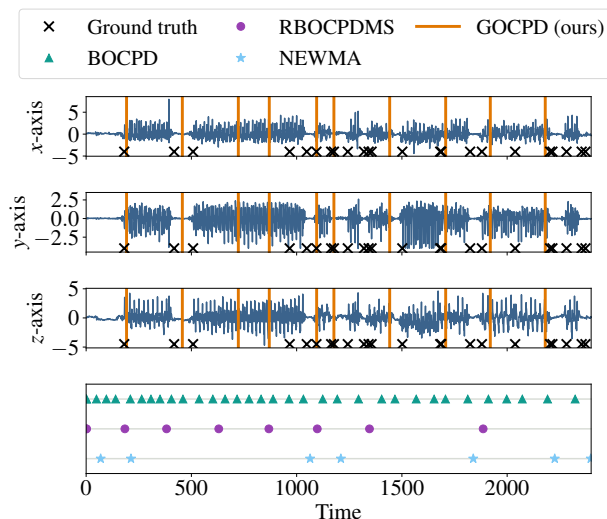 Ground truth RBOCPDMS GOCPD (ours)
BOCPD NEWMA
x-axis
5
0
−5
y-axis
2.5
0.0
−2.5
z-axis
5
0
−5
0 500 1000 1500 2000
Time